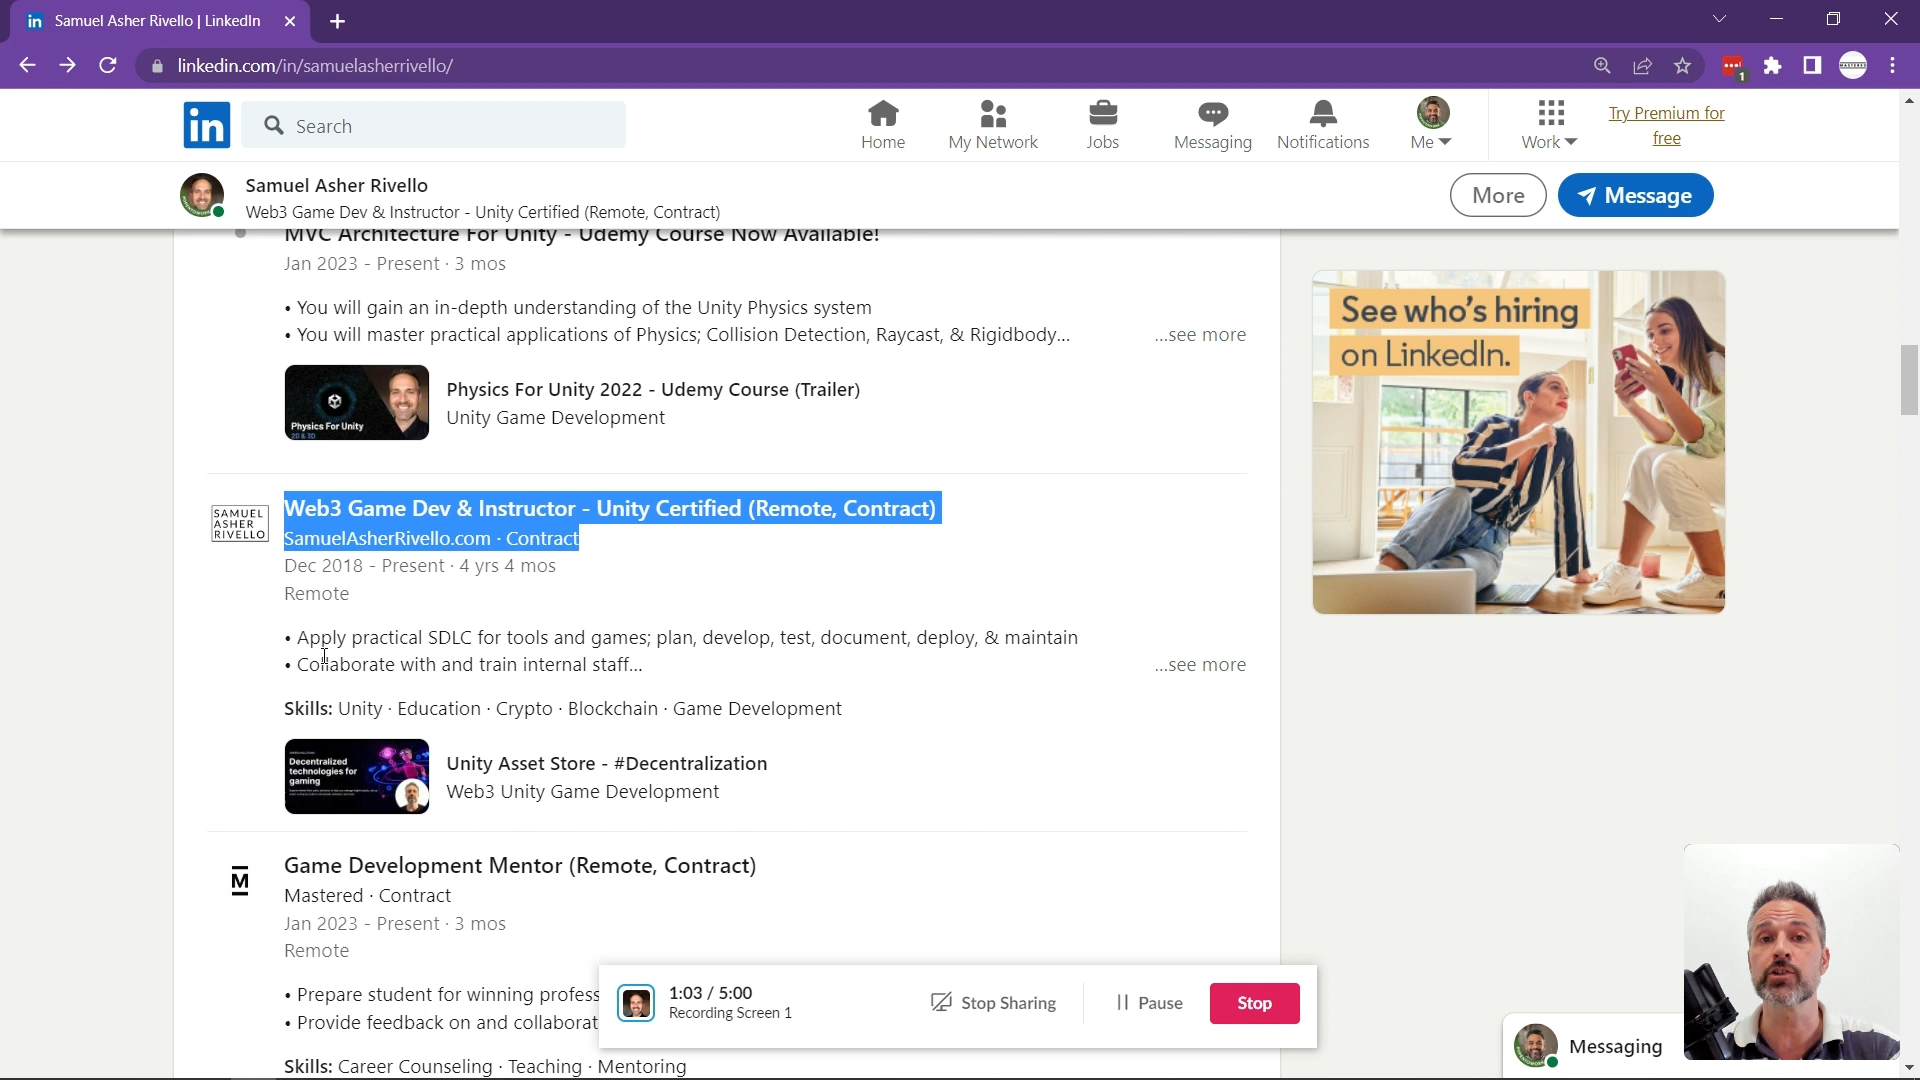 Samuel Asher Rivello | LinkedIn
linkedin.com/in/samuelasherrivello/
1
in
Search
Home
My Network
Jobs
Messaging
Notifications
Me
Work
Try Premium for
free
Samuel Asher Rivello
Web3 Game Dev & Instructor - Unity Certified (Remote, Contract)
More
Message
MVC Architecture For Unity - Udemy Course Now Available!
Jan 2023 - Present · 3 mos
• You will gain an in-depth understanding of the Unity Physics system
• You will master practical applications of Physics; Collision Detection, Raycast, & Rigidbody...
...see more
Physics For Unity
2D & 3D
Physics For Unity 2022 - Udemy Course (Trailer)
Unity Game Development
See who's hiring
on LinkedIn.
SAMUEL
ASHER
RIVELLO
Web3 Game Dev & Instructor - Unity Certified (Remote, Contract)
SamuelAsherRivello.com · Contract
Dec 2018 - Present · 4 yrs 4 mos
Remote
• Apply practical SDLC for tools and games; plan, develop, test, document, deploy, & maintain
• Collaborate with and train internal staff...
...see more
Skills: Unity · Education · Crypto · Blockchain · Game Development
Decentralized
technologies for
gaming
Unity Asset Store - #Decentralization
Web3 Unity Game Development
M
Game Development Mentor (Remote, Contract)
Mastered · Contract
Jan 2023 - Present · 3 mos
Remote
• Prepare student for winning profess
• Provide feedback on and collaborat
Skills: Career Counseling · Teaching · Mentoring
1:03 / 5:00
Recording Screen 1
Stop Sharing
Pause
Stop
Messaging